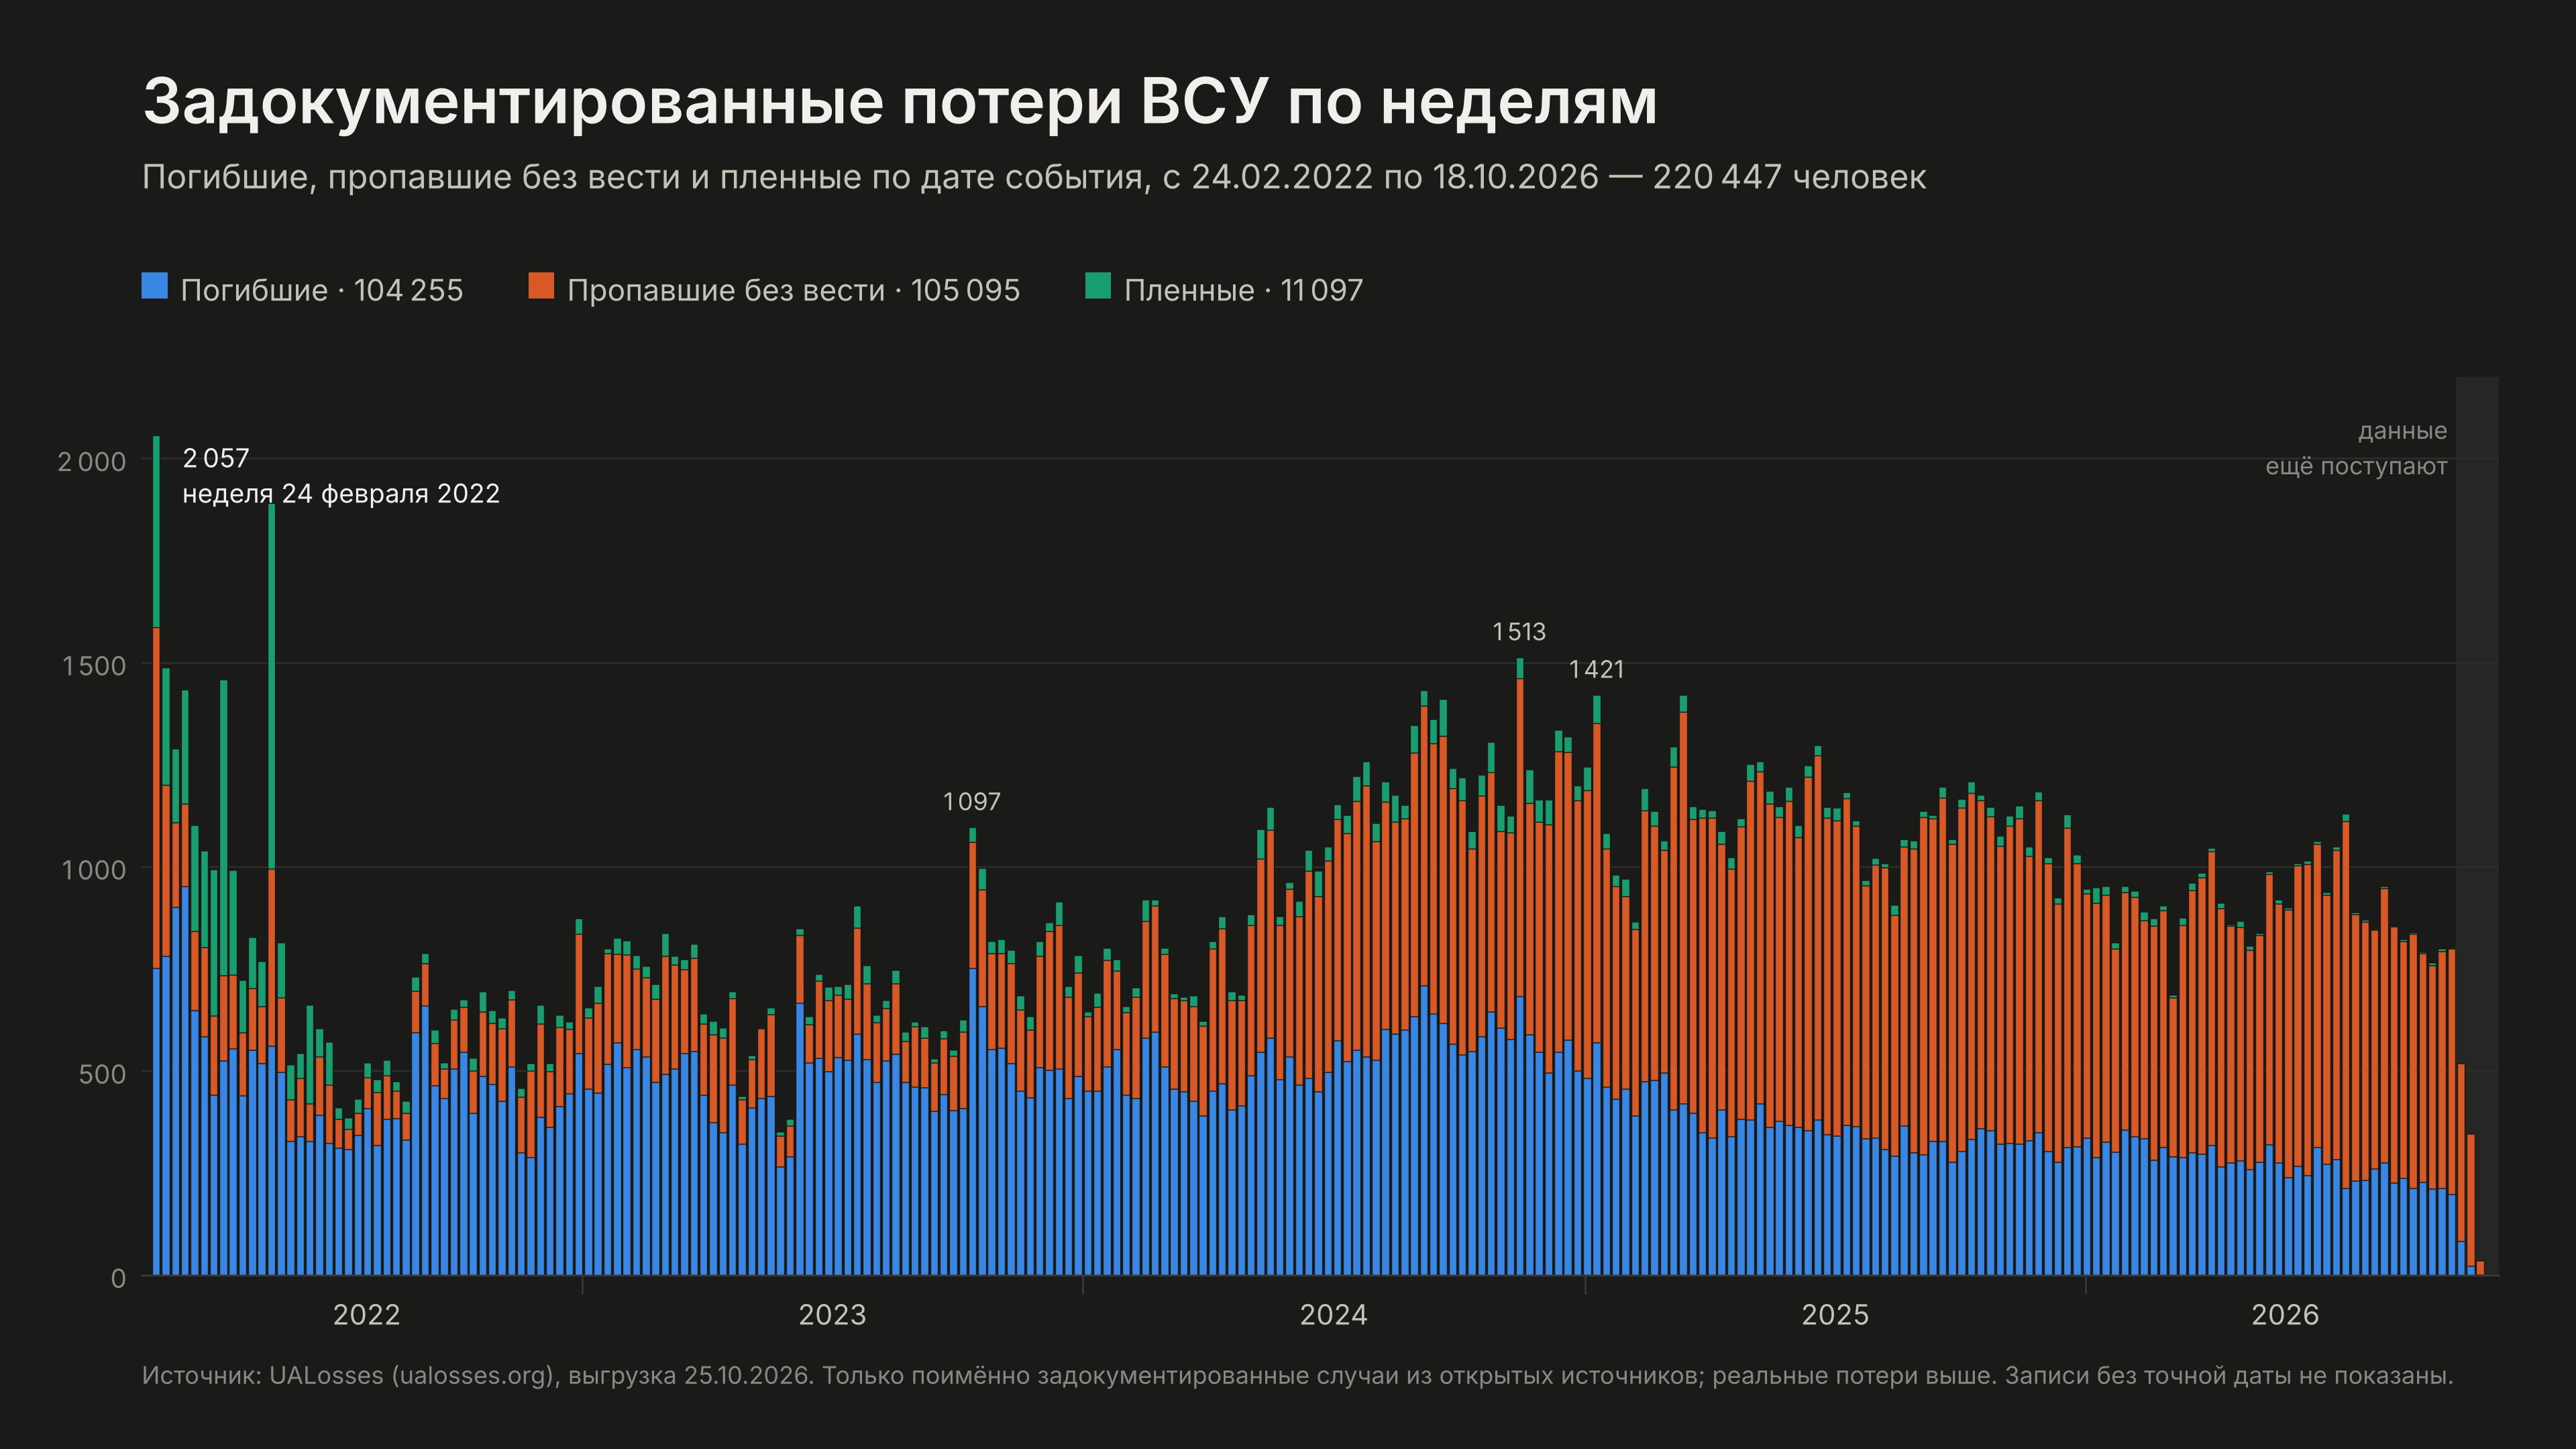 Задокументированные потери ВСУ по неделям
Погибшие, пропавшие без вести и пленные по дате события, с 24.02.2022 по 18.10.2026 — 220 447 человек
Погибшие · 104 255
Пропавшие без вести · 105 095
Пленные · 11 097
данные
ещё поступают
2 057
неделя 24 февраля 2022
1 513
1 421
1 097
2 000
1 500
1 000
500
0
2022
2023
2024
2025
2026
Источник: UALosses (ualosses.org), выгрузка 25.10.2026. Только поимённо задокументированные случаи из открытых источников; реальные потери выше. Записи без точной даты не показаны.